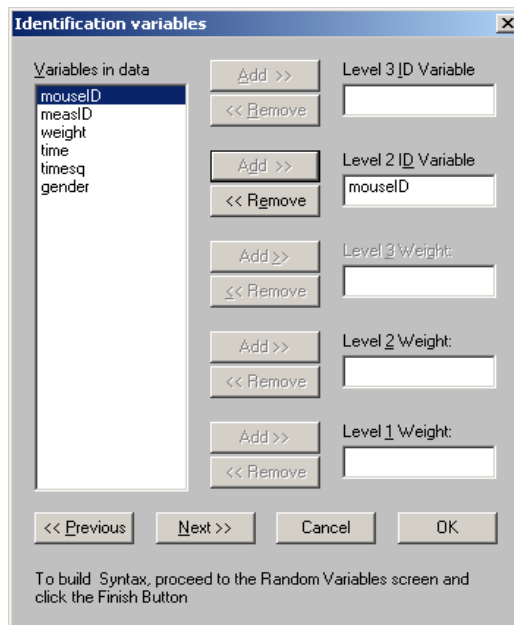 Identification variables
Variables in data
mouseID
measID
weight
time
timesq
gender
Add >>
<< Remove
Level 3 ID Variable
Add >>
<< Remove
Level 2 ID Variable
mouseID
Add >>
<< Remove
Level 3 Weight:
Add >>
<< Remove
Level 2 Weight:
Add >>
<< Remove
Level 1 Weight:
<< Previous
Next >>
Cancel
OK
To build Syntax, proceed to the Random Variables screen and
click the Finish Button